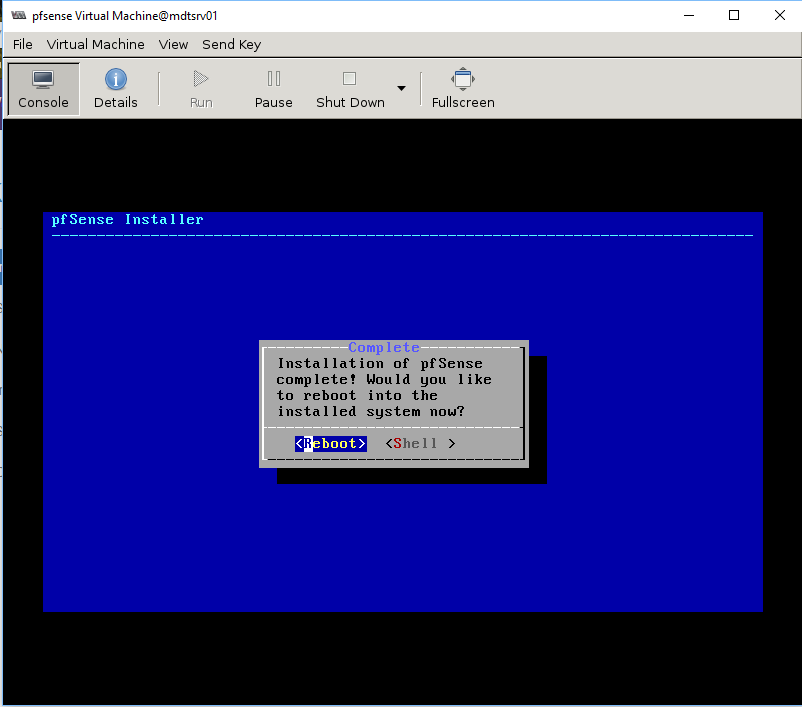 pfsense Virtual Machine@mdtsrv01
File Virtual Machine View Send Key
Console Details Run Pause Shut Down Fullscreen
pfSense Installer
Complete
Installation of pfSense
complete! Would you like
to reboot into the
installed system now?
<Reboot> <Shell >